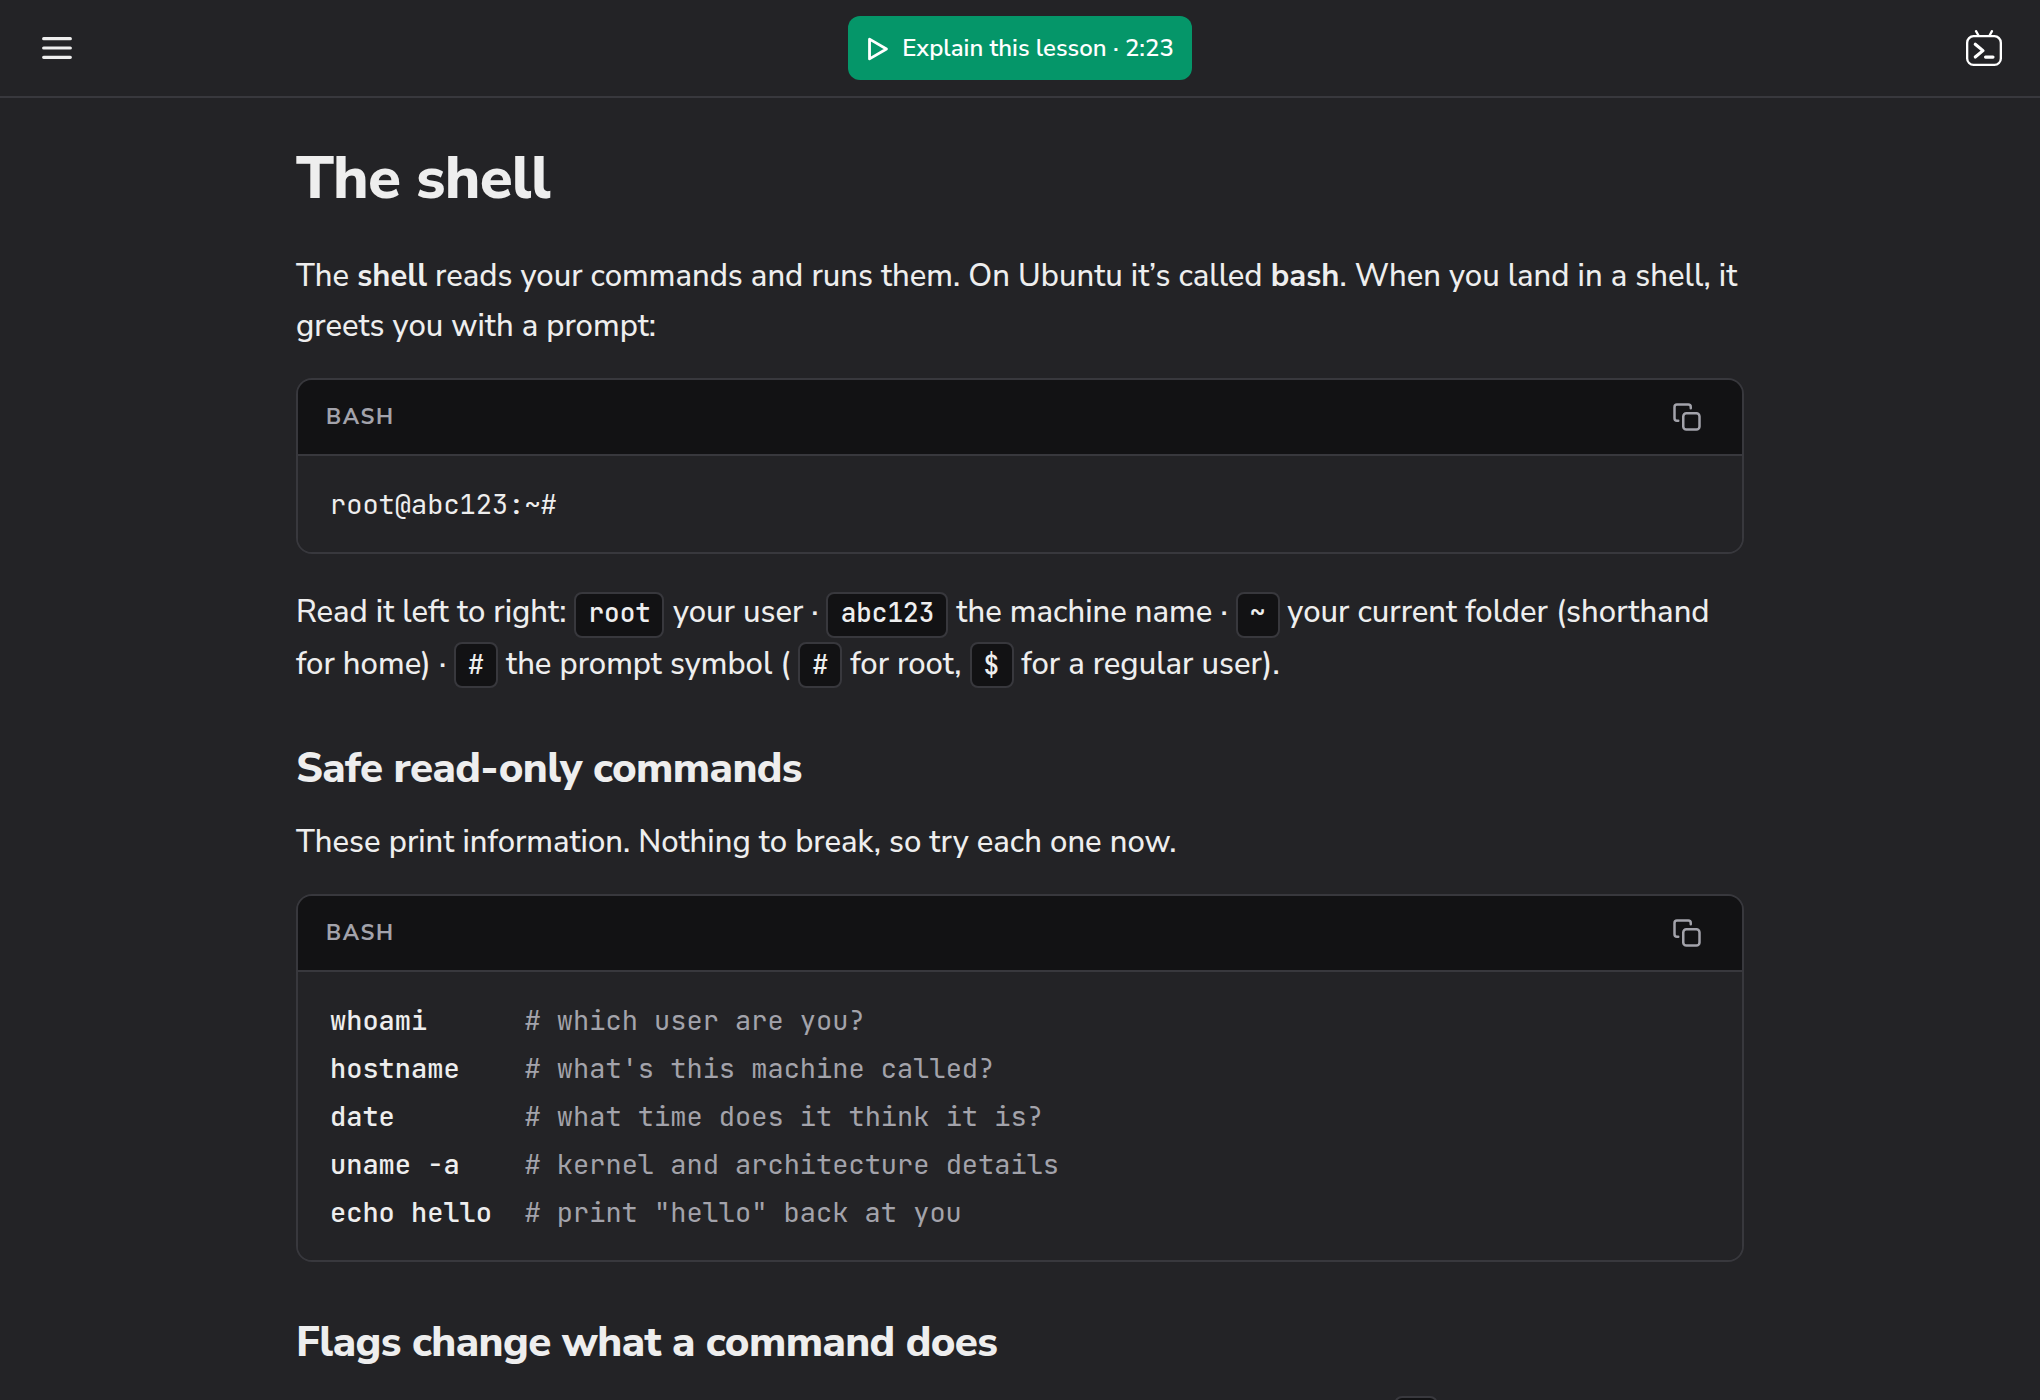 Explain this lesson · 2:23
The shell
The shell reads your commands and runs them. On Ubuntu it’s called bash. When you land in a shell, it
greets you with a prompt:
BASH
root@abc123:~#
Read it left to right: root your user · abc123 the machine name · ~ your current folder (shorthand
for home) · # the prompt symbol ( # for root, $ for a regular user).
Safe read-only commands
These print information. Nothing to break, so try each one now.
BASH
whoami      # which user are you?
hostname    # what's this machine called?
date        # what time does it think it is?
uname -a    # kernel and architecture details
echo hello  # print "hello" back at you
Flags change what a command does